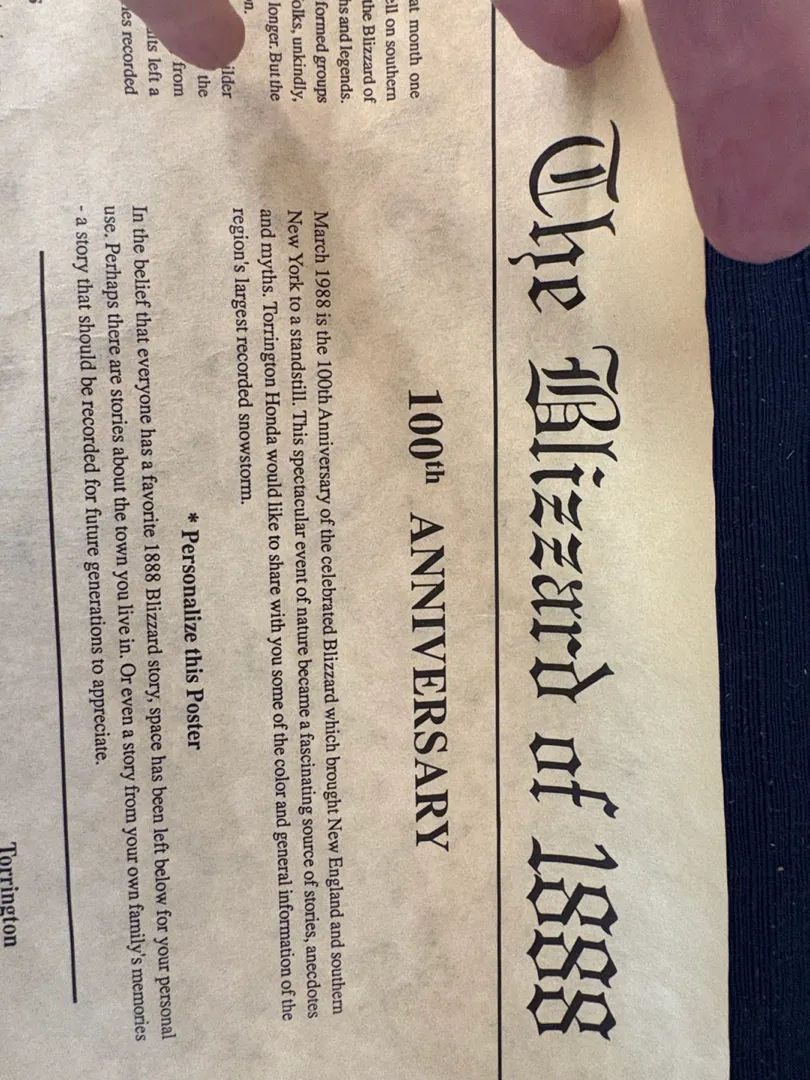 The Blizzard of 1888
100th ANNIVERSARY
March 1988 is the 100th Anniversary of the celebrated Blizzard which brought New England and southern
New York to a standstill. This spectacular event of nature became a fascinating source of stories, anecdotes
and myths. Torrington Honda would like to share with you some of the color and general information of the
region's largest recorded snowstorm.
* Personalize this Poster
In the belief that everyone has a favorite 1888 Blizzard story, space has been left below for your personal
use. Perhaps there are stories about the town you live in. Or even a story from your own family's memories
- a story that should be recorded for future generations to appreciate.
at month one
ell on southern
the Blizzard of
hs and legends.
formed groups
olks, unkindly,
longer. But the
on.
ilder
the
from
left a
es recorded
Torrington